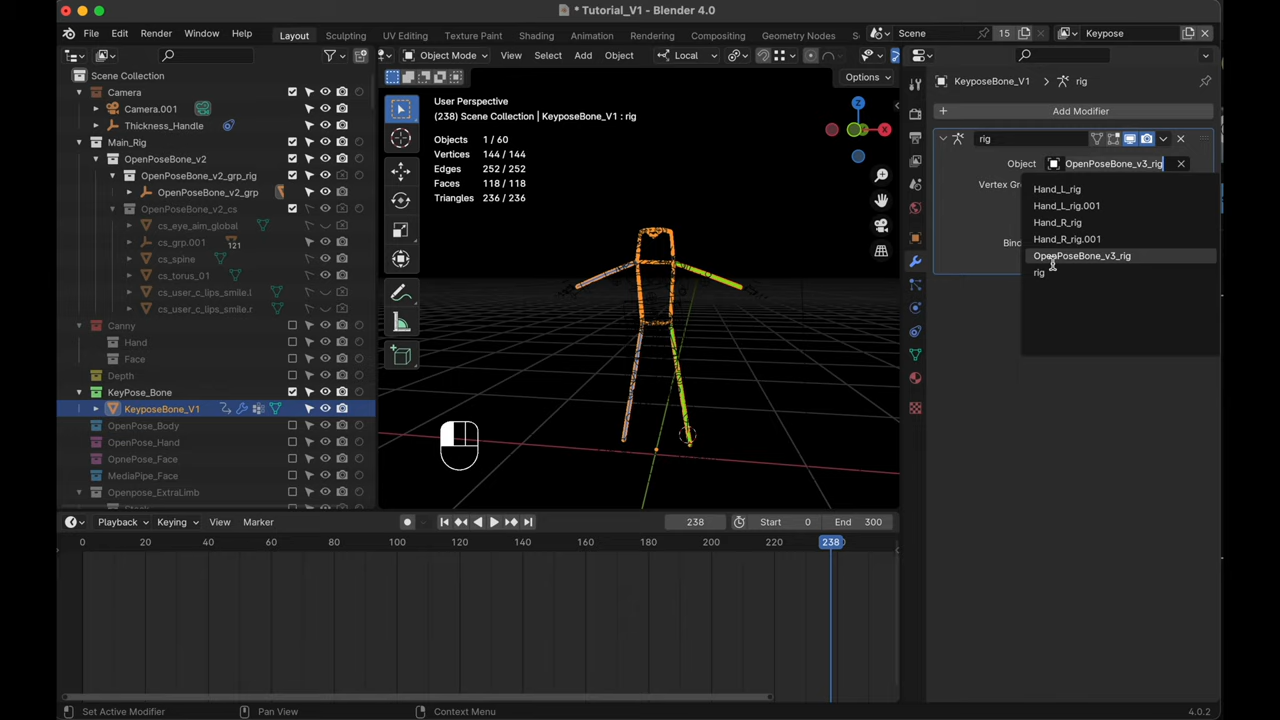 * Tutorial_V1 - Blender 4.0
File Edit Render Window Help Layout Sculpting UV Editing Texture Paint Shading Animation Rendering Compositing Geometry Nodes Scene 15 Keypose
Object Mode View Select Add Object Local
Options
Scene Collection
Camera
Camera.001
Thickness_Handle
Main_Rig
OpenPoseBone_v2
OpenPoseBone_v2_grp_rig
OpenPoseBone_v2_grp
OpenPoseBone_v2_cs
cs_eye_aim_global
cs_grp.001 121
cs_spine
cs_torus_01
cs_user_c_lips_smile.l
cs_user_c_lips_smile.r
Canny
Hand
Face
Depth
KeyPose_Bone
KeyposeBone_V1
OpenPose_Body
OpenPose_Hand
OpnePose_Face
MediaPipe_Face
Openpose_ExtraLimb
User Perspective
(238) Scene Collection | KeyposeBone_V1 : rig
Objects 1 / 60
Vertices 144 / 144
Edges 252 / 252
Faces 118 / 118
Triangles 236 / 236
Z
X
KeyposeBone_V1 > rig
+ Add Modifier
rig
Object OpenPoseBone_v3_rig
Vertex Gr
Bind
Hand_L_rig
Hand_L_rig.001
Hand_R_rig
Hand_R_rig.001
OpenPoseBone_v3_rig
rig
Playback Keying View Marker 238 Start 0 End 300
0 20 40 60 80 100 120 140 160 180 200 220 238
Set Active Modifier Pan View Context Menu 4.0.2